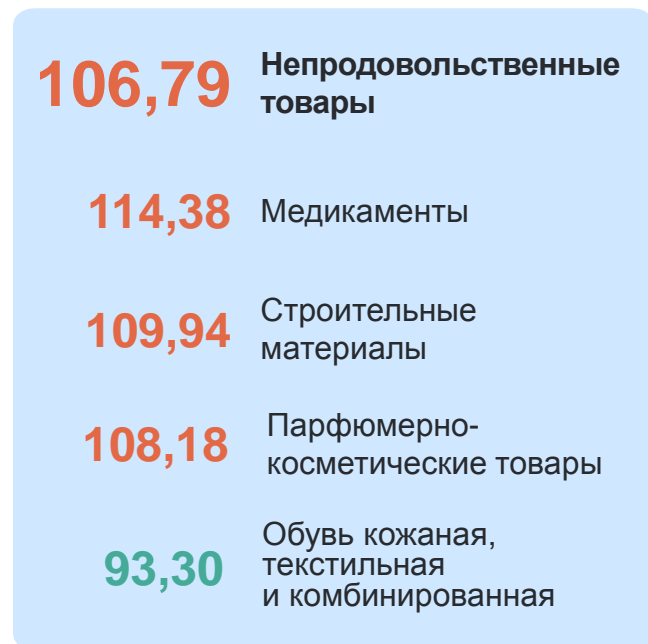 106,79 Непродовольственные
товары
114,38 Медикаменты
109,94 Строительные
материалы
108,18 Парфюмерно-
косметические товары
93,30 Обувь кожаная,
текстильная
и комбинированная